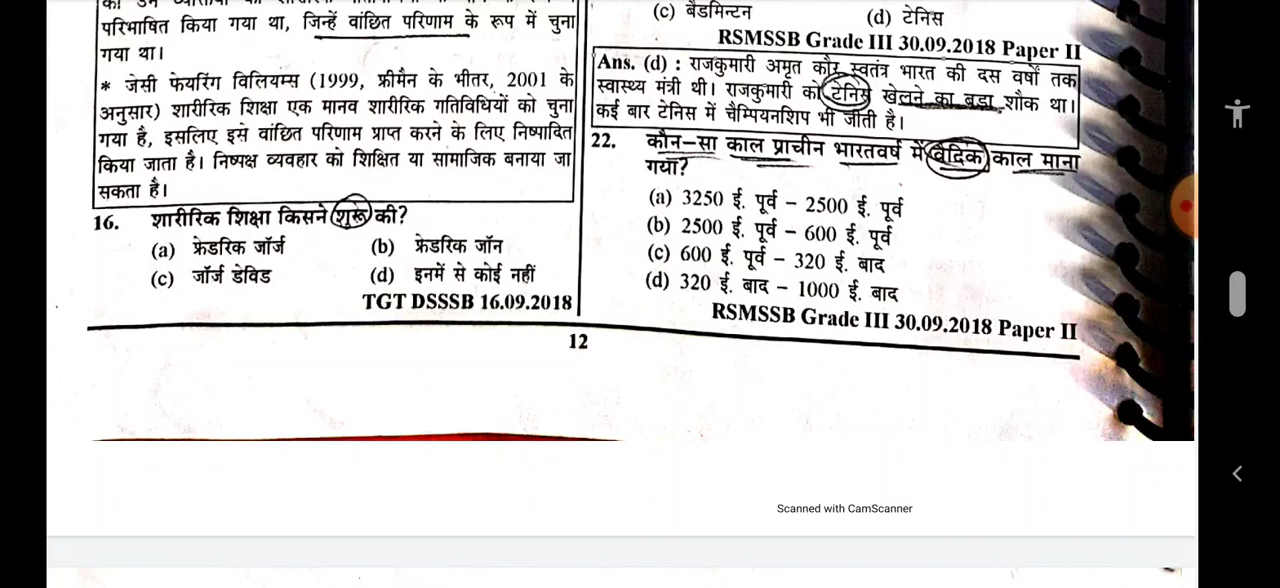 परिभाषित किया गया था, जिन्हें वांछित परिणाम के रूप में चुना
गया था।
* जेसी फेयरिंग विलियम्स (1999, फ्रीमैन के भीतर, 2001 के
अनुसार) शारीरिक शिक्षा एक मानव शारीरिक गतिविधियों को चुना
गया है, इसलिए इसे वांछित परिणाम प्राप्त करने के लिए निष्पादित
किया जाता है। निष्पक्ष व्यवहार को शिक्षित या सामाजिक बनाया जा
सकता है।
16. शारीरिक शिक्षा किसने शुरू की?
(a) फ्रेडरिक जॉर्ज (b) फ्रेडरिक जॉन
(c) जॉर्ज डेविड (d) इनमें से कोई नहीं
TGT DSSSB 16.09.2018
(c) बैडमिन्टन (d) टेनिस
RSMSSB Grade III 30.09.2018 Paper II
Ans. (d) : राजकुमारी अमृत कौर स्वतंत्र भारत की दस वर्षों तक
स्वास्थ्य मंत्री थी। राजकुमारी को टेनिस खेलने का बड़ा शौक था।
कई बार टेनिस में चैम्पियनशिप भी जीती है।
22. कौन-सा काल प्राचीन भारतवर्ष में वैदिक काल माना
गया?
(a) 3250 ई. पूर्व - 2500 ई. पूर्व
(b) 2500 ई. पूर्व - 600 ई. पूर्व
(c) 600 ई. पूर्व - 320 ई. बाद
(d) 320 ई. बाद - 1000 ई. बाद
RSMSSB Grade III 30.09.2018 Paper II
12
Scanned with CamScanner